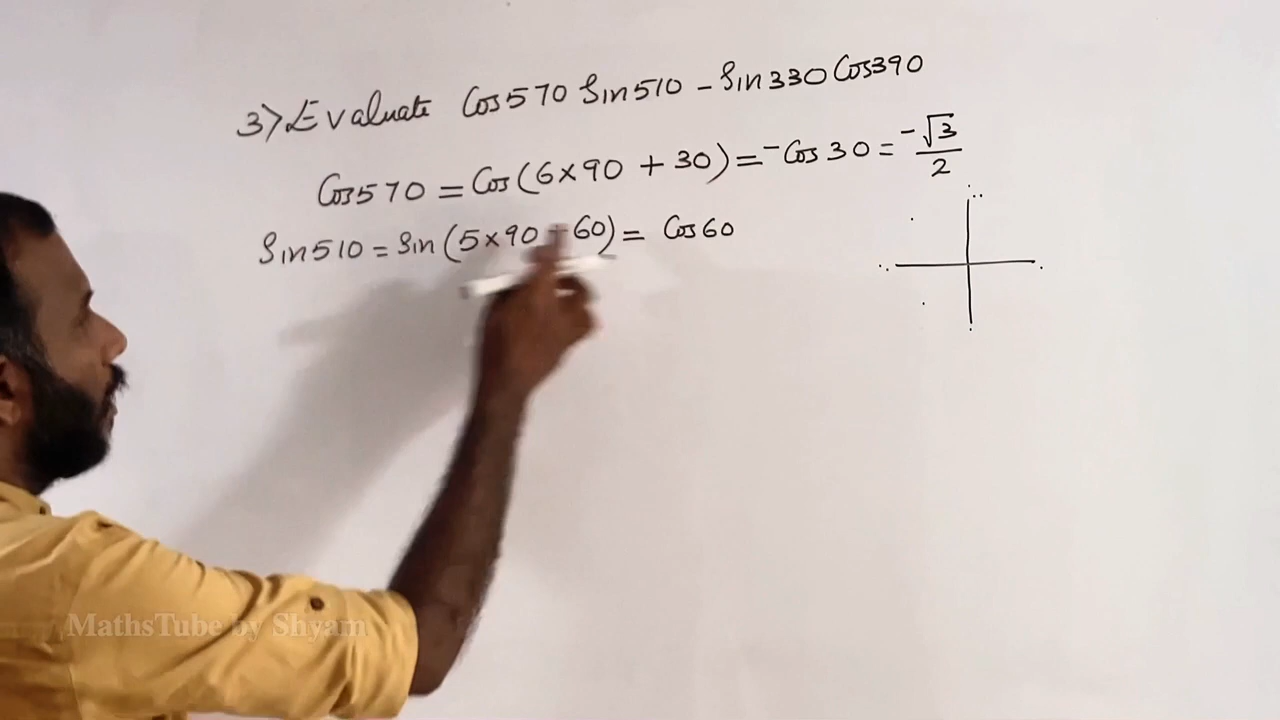 3> Evaluate Cos570 Sin510 - Sin330 Cos390
Cos570 = Cos(6×90 + 30) = -Cos30 = -√3/2
Sin510 = Sin(5×90+60) = Cos60
MathsTube by Shyam